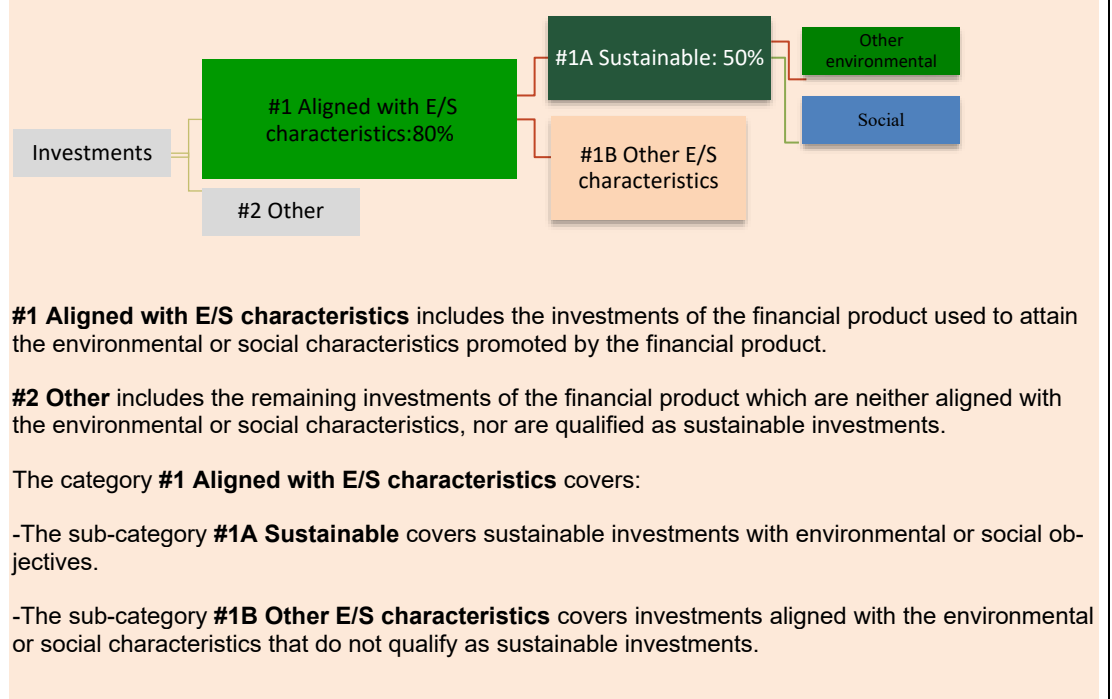 Investments
#1 Aligned with E/S
characteristics:80%
#2 Other
#1A Sustainable: 50%
#1B Other E/S
characteristics
Other
environmental
Social
#1 Aligned with E/S characteristics includes the investments of the financial product used to attain
the environmental or social characteristics promoted by the financial product.
#2 Other includes the remaining investments of the financial product which are neither aligned with
the environmental or social characteristics, nor are qualified as sustainable investments.
The category #1 Aligned with E/S characteristics covers:
-The sub-category #1A Sustainable covers sustainable investments with environmental or social ob-
jectives.
-The sub-category #1B Other E/S characteristics covers investments aligned with the environmental
or social characteristics that do not qualify as sustainable investments.